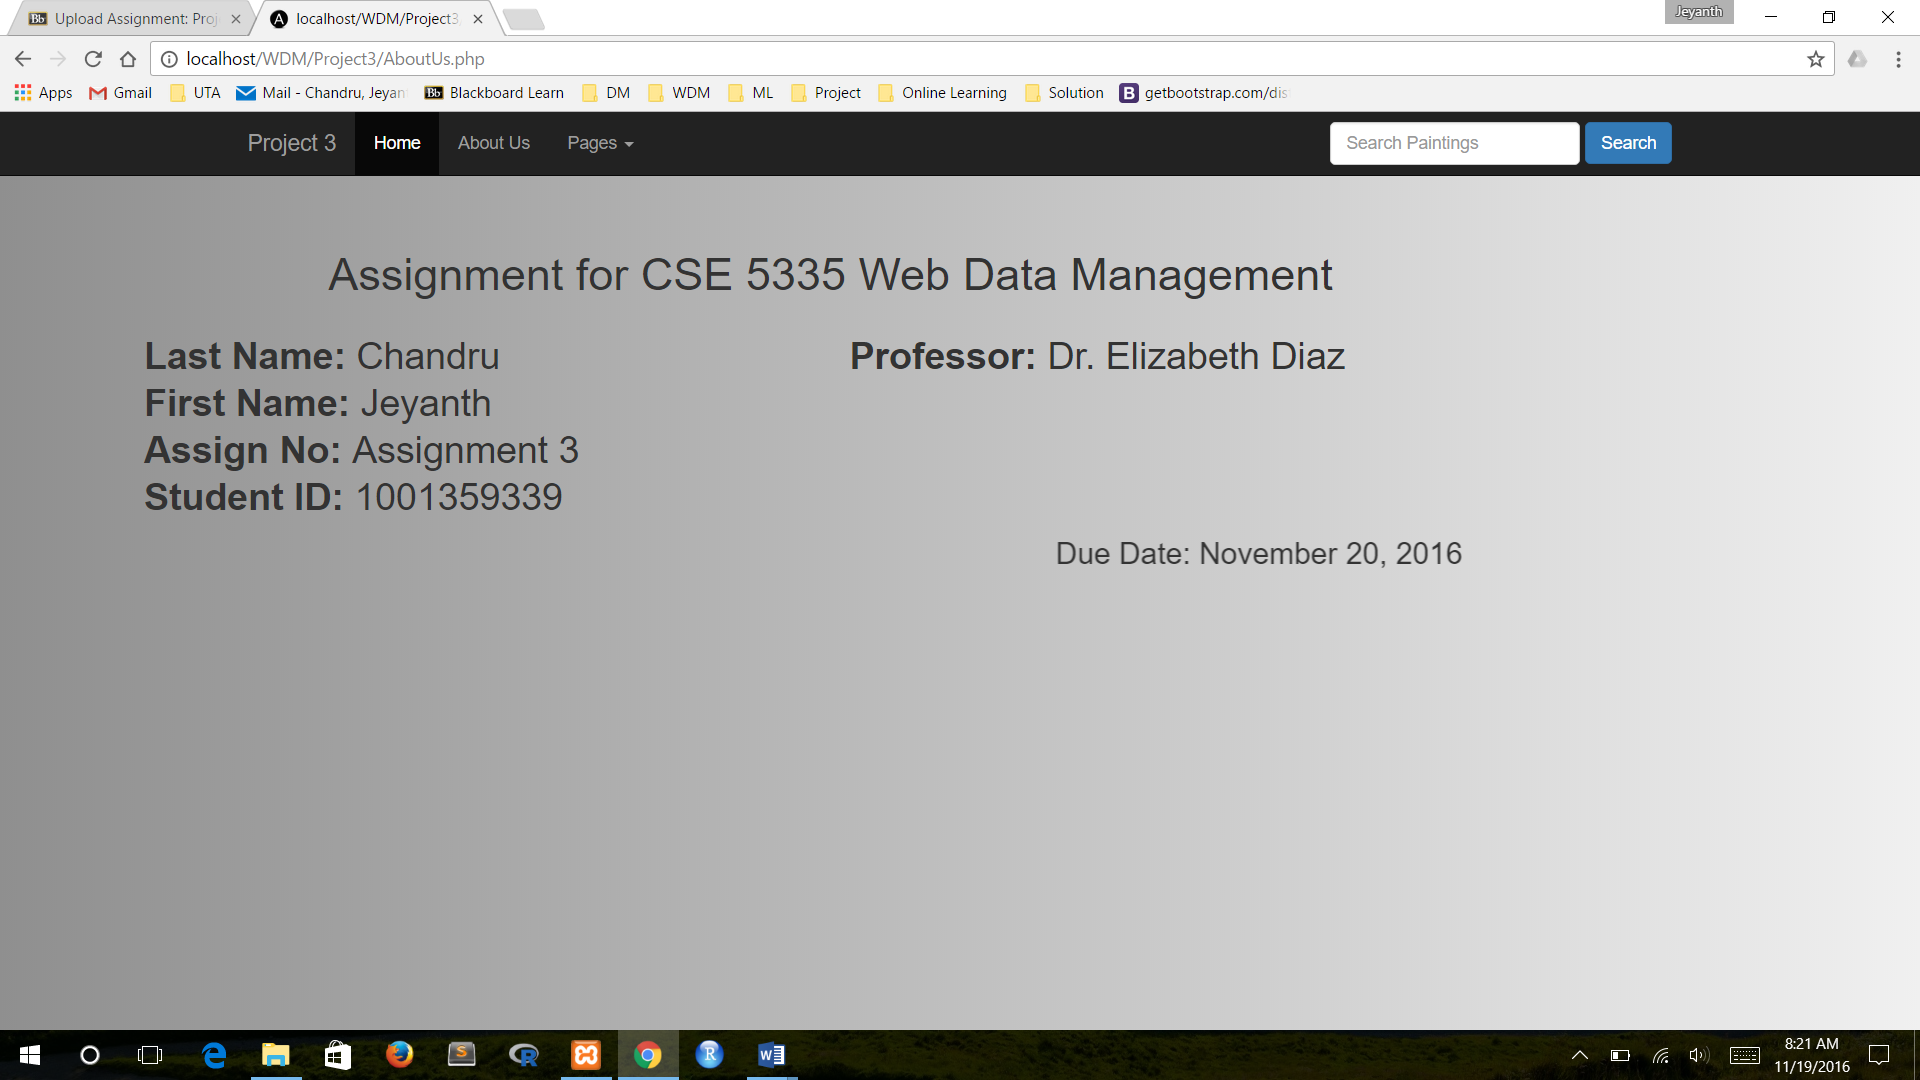 Upload Assignment: Proj
localhost/WDM/Project3
Jeyanth
localhost/WDM/Project3/AboutUs.php
Apps Gmail UTA Mail - Chandru, Jeyan Blackboard Learn DM WDM ML Project Online Learning Solution getbootstrap.com/dis
Project 3 Home About Us Pages Search Paintings Search
Assignment for CSE 5335 Web Data Management
Last Name: Chandru
First Name: Jeyanth
Assign No: Assignment 3
Student ID: 1001359339
Professor: Dr. Elizabeth Diaz
Due Date: November 20, 2016
8:21 AM
11/19/2016